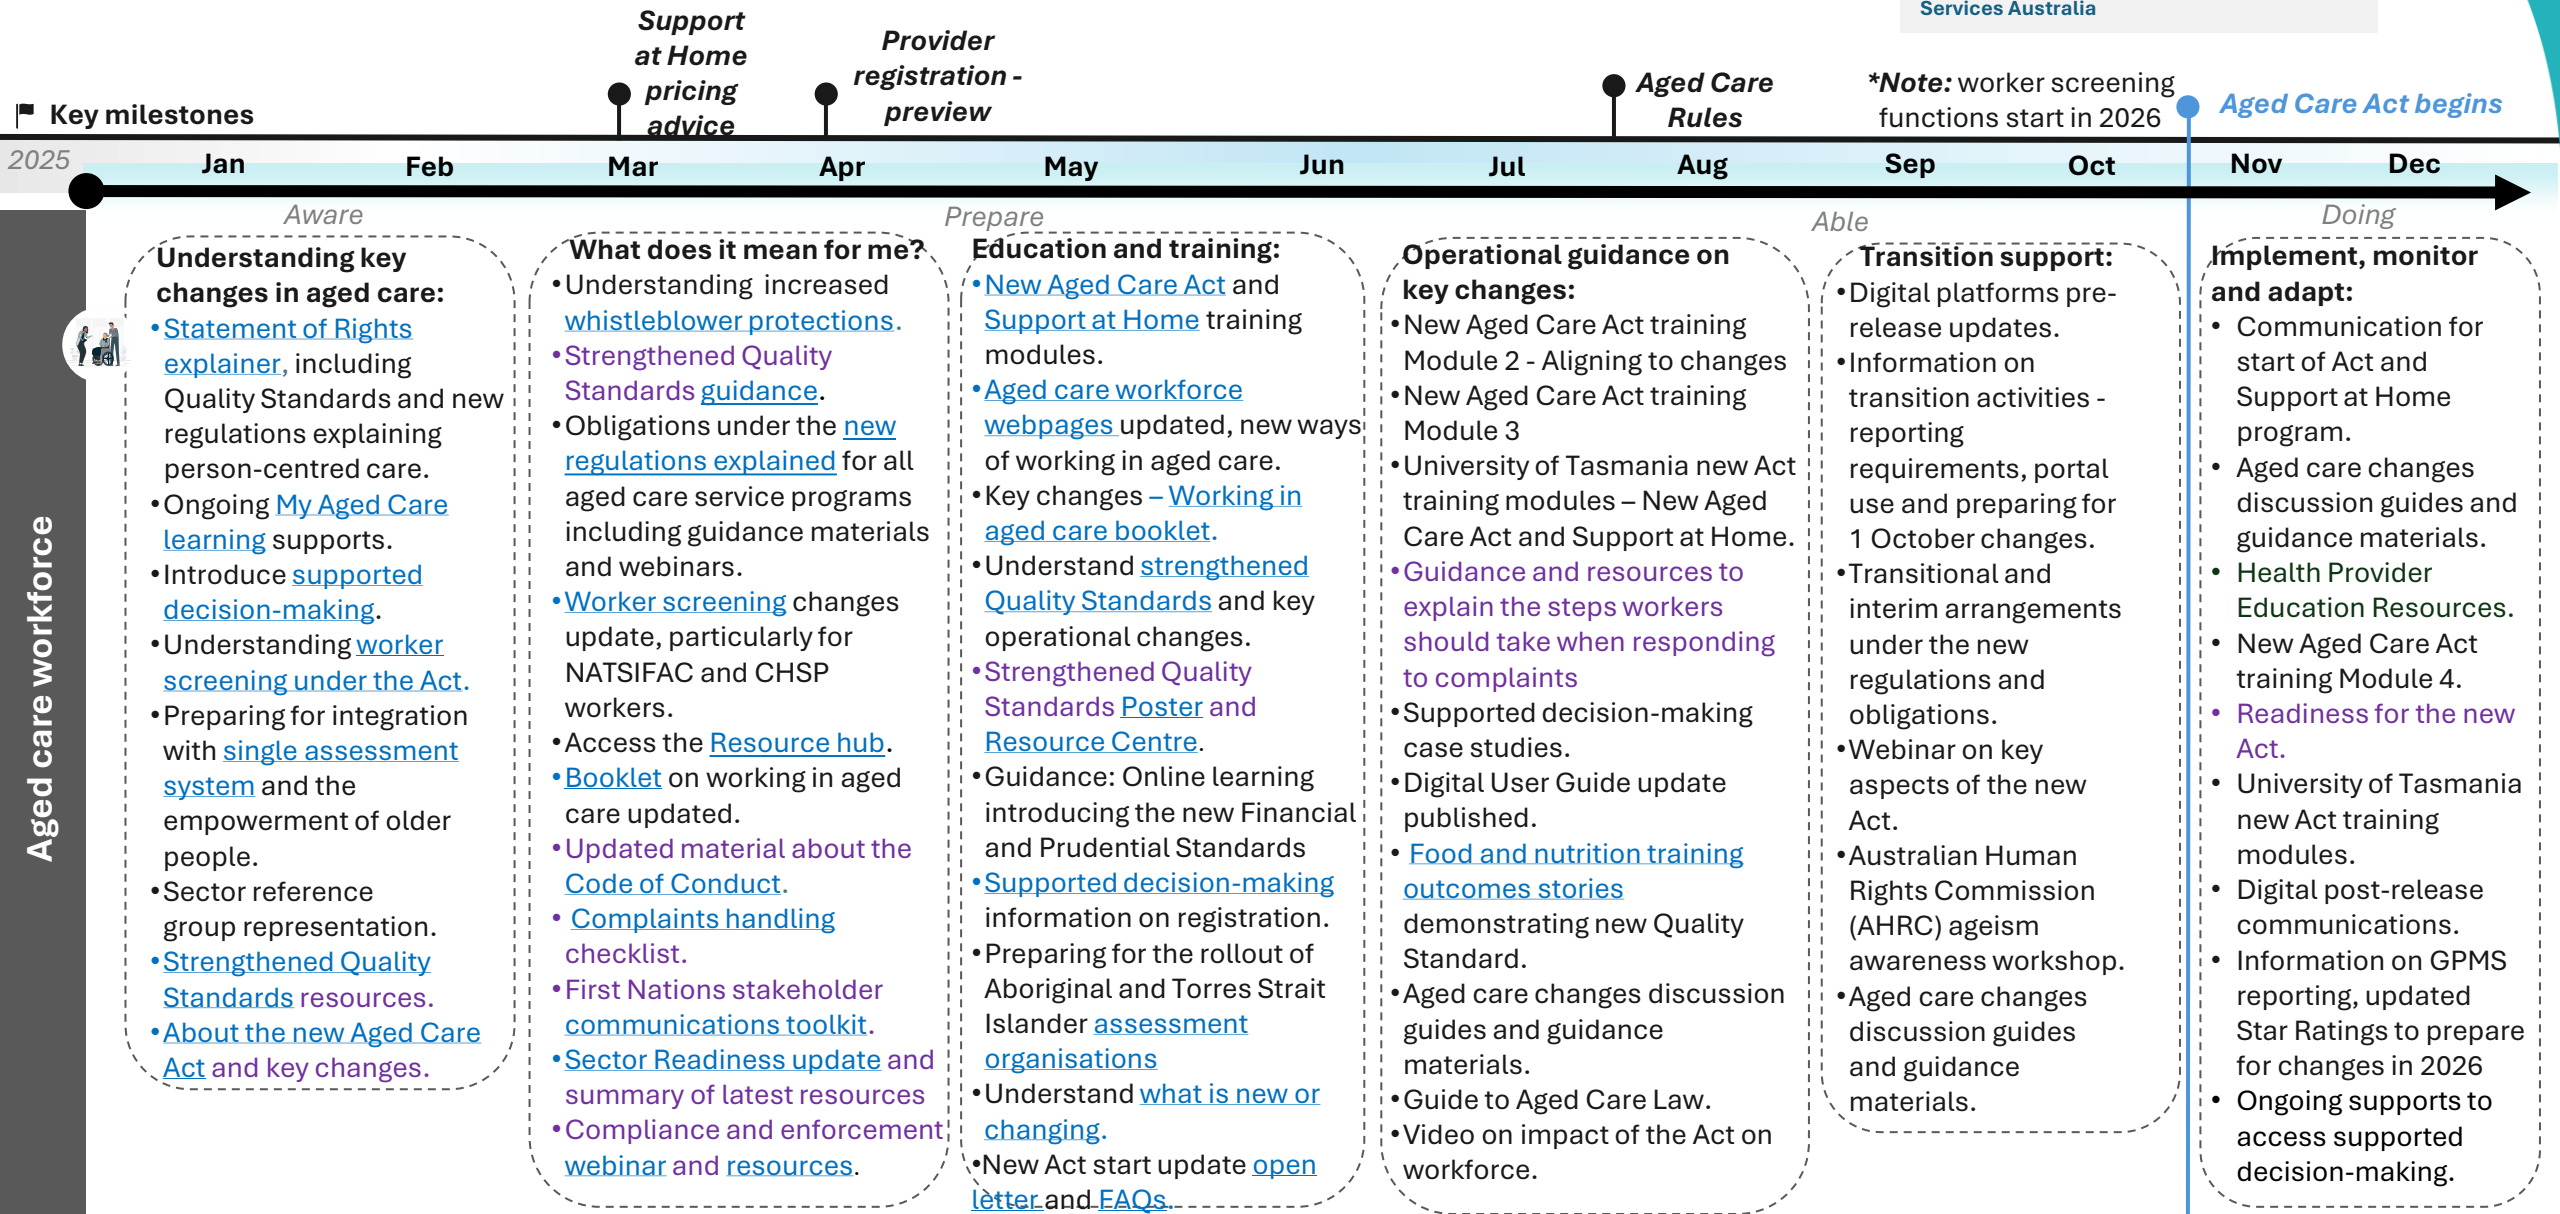 Services Australia
Support
at Home
pricing
advice
Provider
registration -
preview
Aged Care
Rules
*Note: worker screening
functions start in 2026
Aged Care Act begins
Key milestones
2025
Jan
Feb
Mar
Apr
May
Jun
Jul
Aug
Sep
Oct
Nov
Dec
Aware
Prepare
Able
Doing
Aged care workforce
Understanding key
changes in aged care:
•Statement of Rights
explainer, including
Quality Standards and new
regulations explaining
person-centred care.
•Ongoing My Aged Care
learning supports.
•Introduce supported
decision-making.
•Understanding worker
screening under the Act.
•Preparing for integration
with single assessment
system and the
empowerment of older
people.
•Sector reference
group representation.
•Strengthened Quality
Standards resources.
•About the new Aged Care
Act and key changes.
What does it mean for me?
•Understanding increased
whistleblower protections.
•Strengthened Quality
Standards guidance.
•Obligations under the new
regulations explained for all
aged care service programs
including guidance materials
and webinars.
•Worker screening changes
update, particularly for
NATSIFAC and CHSP
workers.
•Access the Resource hub.
•Booklet on working in aged
care updated.
•Updated material about the
Code of Conduct.
• Complaints handling
checklist.
•First Nations stakeholder
communications toolkit.
•Sector Readiness update and
summary of latest resources
•Compliance and enforcement
webinar and resources.
Education and training:
•New Aged Care Act and
Support at Home training
modules.
•Aged care workforce
webpages updated, new ways
of working in aged care.
•Key changes – Working in
aged care booklet.
•Understand strengthened
Quality Standards and key
operational changes.
•Strengthened Quality
Standards Poster and
Resource Centre.
•Guidance: Online learning
introducing the new Financial
and Prudential Standards
•Supported decision-making
information on registration.
•Preparing for the rollout of
Aboriginal and Torres Strait
Islander assessment
organisations
•Understand what is new or
changing.
•New Act start update open
letter and FAQs.
Operational guidance on
key changes:
•New Aged Care Act training
Module 2 - Aligning to changes
•New Aged Care Act training
Module 3
•University of Tasmania new Act
training modules – New Aged
Care Act and Support at Home.
•Guidance and resources to
explain the steps workers
should take when responding
to complaints
•Supported decision-making
case studies.
•Digital User Guide update
published.
• Food and nutrition training
outcomes stories
demonstrating new Quality
Standard.
•Aged care changes discussion
guides and guidance
materials.
•Guide to Aged Care Law.
•Video on impact of the Act on
workforce.
Transition support:
•Digital platforms pre-
release updates.
•Information on
transition activities -
reporting
requirements, portal
use and preparing for
1 October changes.
•Transitional and
interim arrangements
under the new
regulations and
obligations.
•Webinar on key
aspects of the new
Act.
•Australian Human
Rights Commission
(AHRC) ageism
awareness workshop.
•Aged care changes
discussion guides
and guidance
materials.
Implement, monitor
and adapt:
• Communication for
start of Act and
Support at Home
program.
• Aged care changes
discussion guides and
guidance materials.
• Health Provider
Education Resources.
• New Aged Care Act
training Module 4.
• Readiness for the new
Act.
• University of Tasmania
new Act training
modules.
• Digital post-release
communications.
• Information on GPMS
reporting, updated
Star Ratings to prepare
for changes in 2026
• Ongoing supports to
access supported
decision-making.